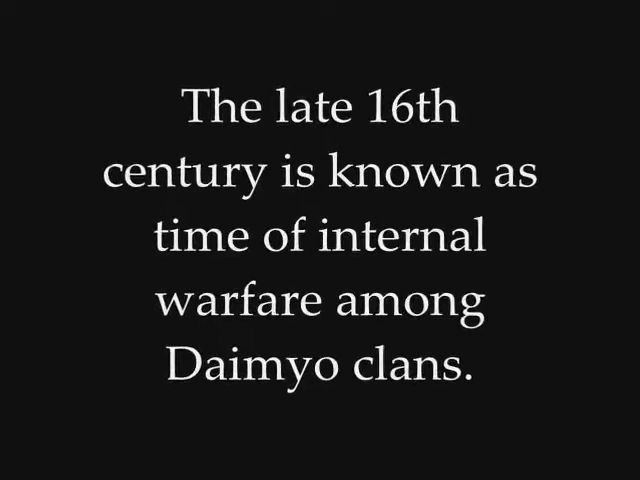 The late 16th
century is known as
time of internal
warfare among
Daimyo clans.